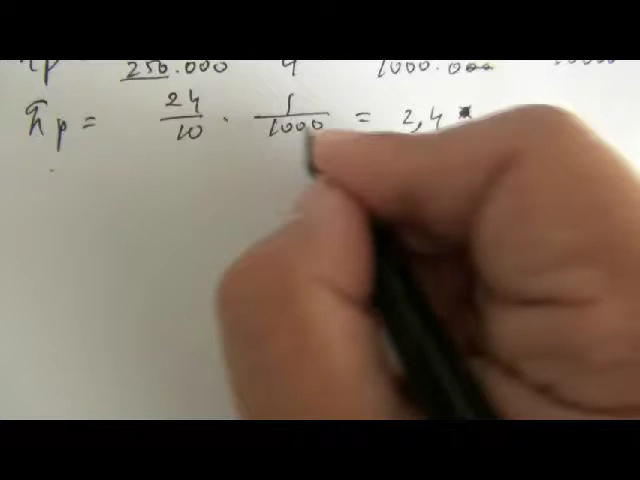 250.000 4 1000.000
h̅p = 24/10 · 1/1000 = 2,4